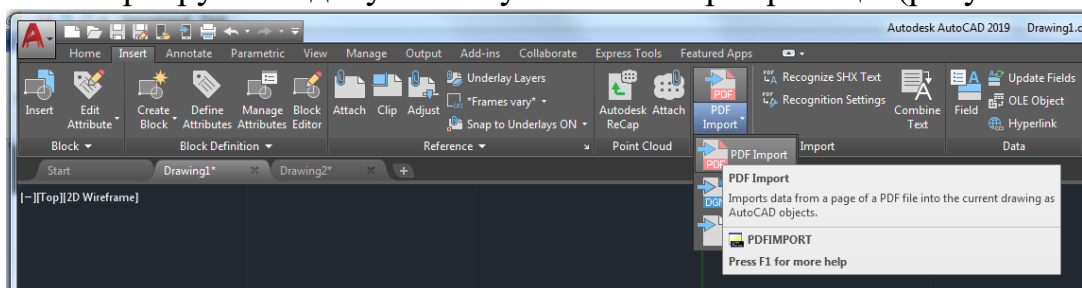 Autodesk AutoCAD 2019 Drawing1.d
Home Insert Annotate Parametric View Manage Output Add-ins Collaborate Express Tools Featured Apps
Insert
Edit Attribute
Create Block
Define Attributes
Manage Attributes
Block Editor
Attach
Clip
Adjust
Underlay Layers
*Frames vary*
Snap to Underlays ON
Autodesk ReCap
Attach
PDF
PDF Import
PDF Recognize SHX Text
PDF Recognition Settings
Combine Text
Field
Update Fields
OLE Object
Hyperlink
Block
Block Definition
Reference
Point Cloud
Import
Data
Start
Drawing1*
Drawing2*
[–][Top][2D Wireframe]
PDF
PDF Import
DGN
PDF Import
Imports data from a page of a PDF file into the current drawing as
AutoCAD objects.
PDFIMPORT
Press F1 for more help